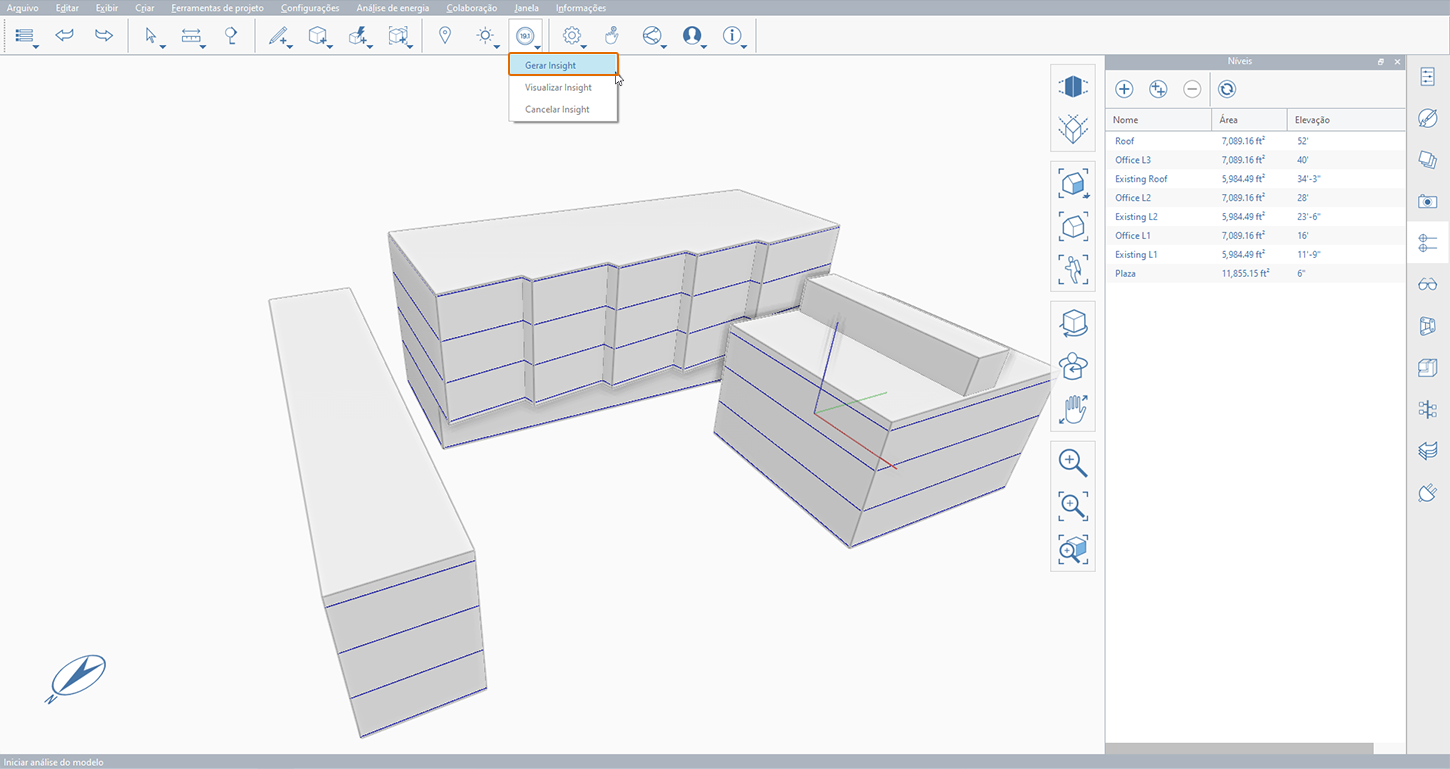 Arquivo Editar Exibir Criar Ferramentas de projeto Configurações Análise de energia Colaboração Janela Informações
19.1
Gerar Insight
Visualizar Insight
Cancelar Insight
Níveis
Nome Área Elevação
Roof 7,089.16 ft² 52'
Office L3 7,089.16 ft² 40'
Existing Roof 5,984.49 ft² 34'-3"
Office L2 7,089.16 ft² 28'
Existing L2 5,984.49 ft² 23'-6"
Office L1 7,089.16 ft² 16'
Existing L1 5,984.49 ft² 11'-9"
Plaza 11,855.15 ft² 6"
N
Iniciar análise do modelo